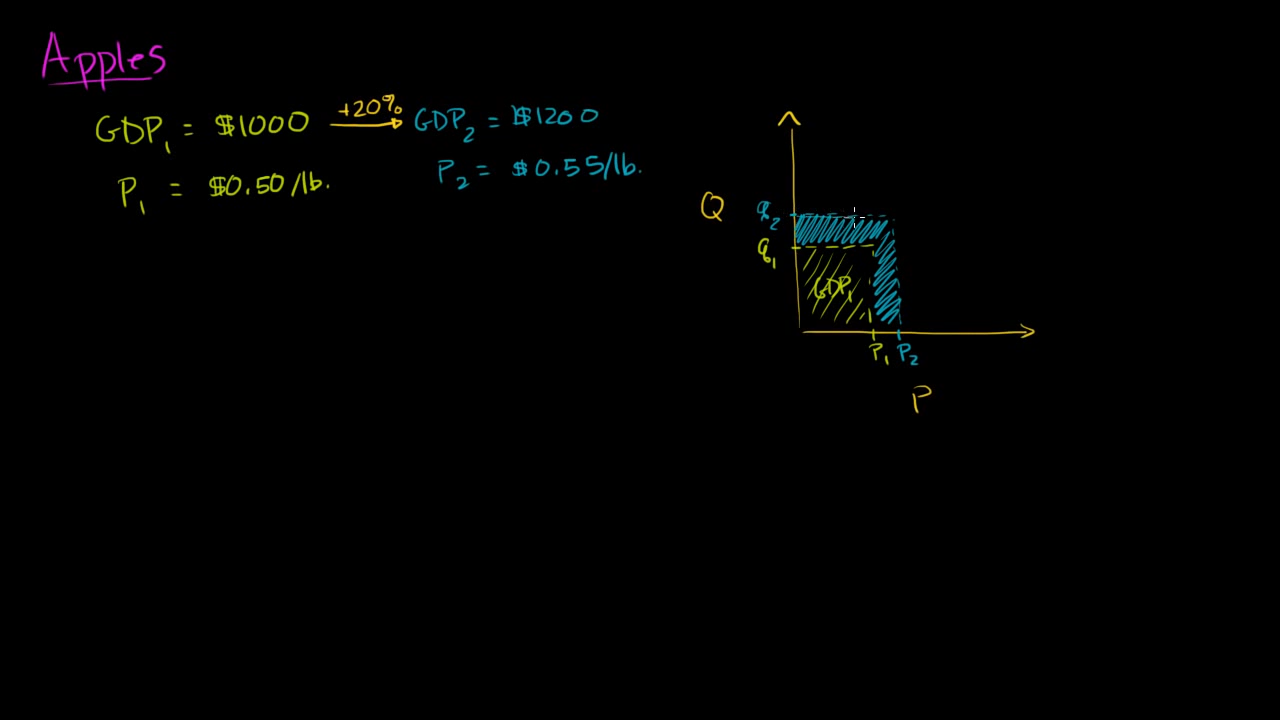 Apples
GDP₁ = $1000 +20% GDP₂ = $1200
P₁ = $0.50/lb. P₂ = $0.55/lb.
Q
q₂
q₁
GDP₁
P₁ P₂
P